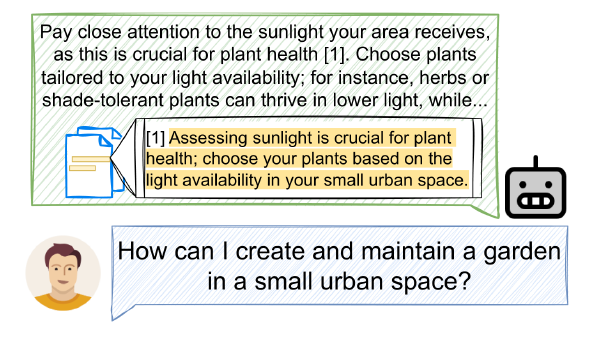 Pay close attention to the sunlight your area receives,
as this is crucial for plant health [1]. Choose plants
tailored to your light availability; for instance, herbs or
shade-tolerant plants can thrive in lower light, while...
[1] Assessing sunlight is crucial for plant
health; choose your plants based on the
light availability in your small urban space.
How can I create and maintain a garden
in a small urban space?